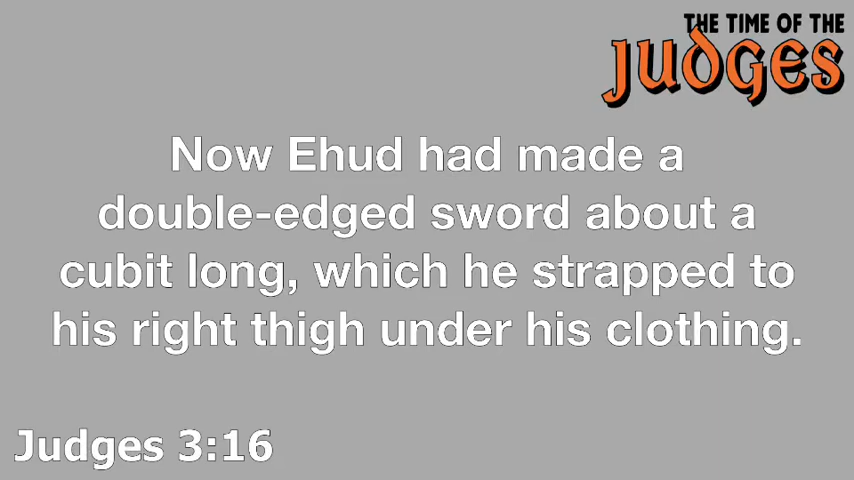 THE TIME OF THE
JUDGES
Now Ehud had made a
double-edged sword about a
cubit long, which he strapped to
his right thigh under his clothing.
Judges 3:16